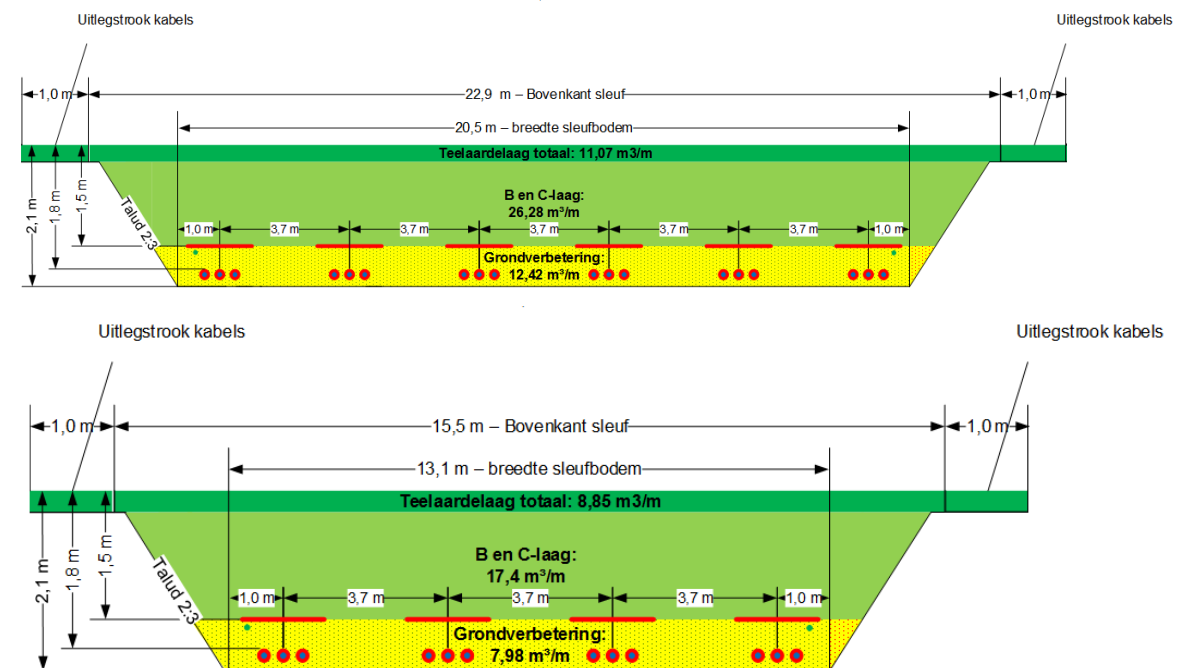 Uitlegstrook kabels
Uitlegstrook kabels
1,0 m
22,9 m – Bovenkant sleuf
1,0 m
20,5 m – breedte sleufbodem
Teelaardelaag totaal: 11,07 m3/m
2,1 m
1,8 m
1,5 m
Talud 2:3
B en C-laag:
26,28 m³/m
1,0 m
3,7 m
3,7 m
3,7 m
3,7 m
3,7 m
1,0 m
Grondverbetering:
12,42 m³/m
Uitlegstrook kabels
Uitlegstrook kabels
1,0 m
15,5 m – Bovenkant sleuf
1,0 m
13,1 m – breedte sleufbodem
Teelaardelaag totaal: 8,85 m3/m
2,1 m
1,8 m
1,5 m
Talud 2:3
B en C-laag:
17,4 m³/m
1,0 m
3,7 m
3,7 m
3,7 m
1,0 m
Grondverbetering:
7,98 m³/m